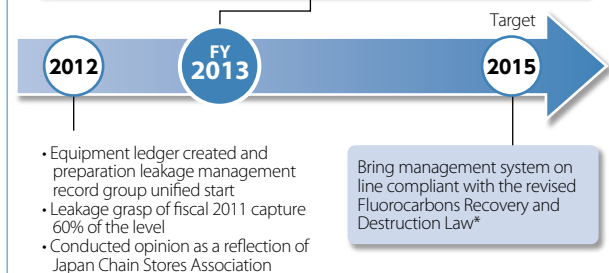 Target
2012
FY
2013
2015
• Equipment ledger created and
preparation leakage management
record group unified start
• Leakage grasp of fiscal 2011 capture
60% of the level
• Conducted opinion as a reflection of
Japan Chain Stores Association
Bring management system on
line compliant with the revised
Fluorocarbons Recovery and
Destruction Law*